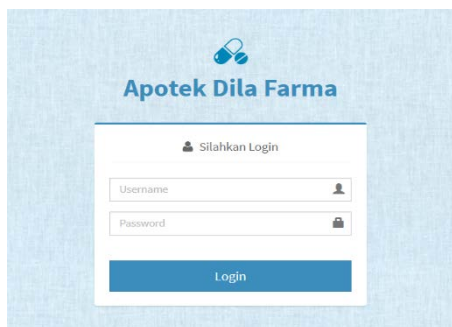 Apotek Dila Farma
Silahkan Login
Username
Password
Login